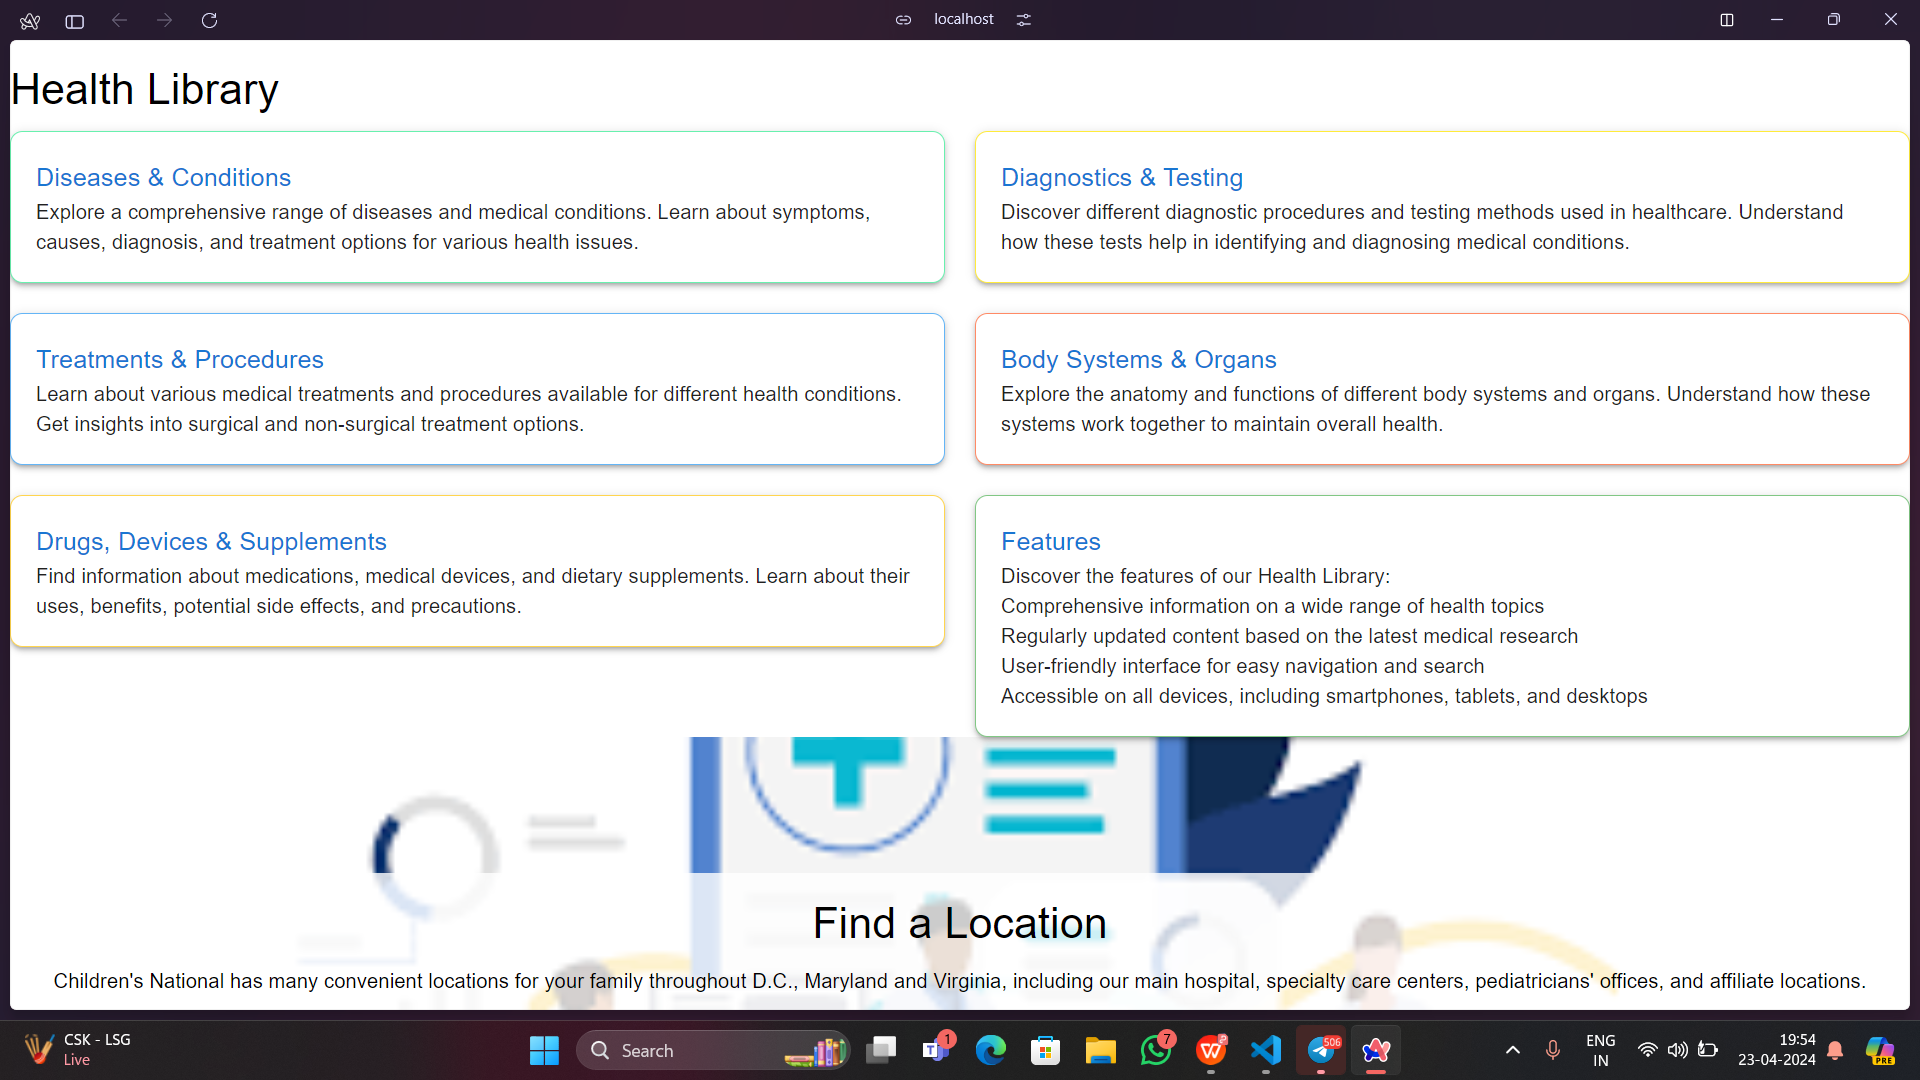 localhost
Health Library
Diseases & Conditions
Explore a comprehensive range of diseases and medical conditions. Learn about symptoms,
causes, diagnosis, and treatment options for various health issues.
Diagnostics & Testing
Discover different diagnostic procedures and testing methods used in healthcare. Understand
how these tests help in identifying and diagnosing medical conditions.
Treatments & Procedures
Learn about various medical treatments and procedures available for different health conditions.
Get insights into surgical and non-surgical treatment options.
Body Systems & Organs
Explore the anatomy and functions of different body systems and organs. Understand how these
systems work together to maintain overall health.
Drugs, Devices & Supplements
Find information about medications, medical devices, and dietary supplements. Learn about their
uses, benefits, potential side effects, and precautions.
Features
Discover the features of our Health Library:
Comprehensive information on a wide range of health topics
Regularly updated content based on the latest medical research
User-friendly interface for easy navigation and search
Accessible on all devices, including smartphones, tablets, and desktops
Find a Location
Children's National has many convenient locations for your family throughout D.C., Maryland and Virginia, including our main hospital, specialty care centers, pediatricians' offices, and affiliate locations.
CSK - LSG
Live
Search
1
7
506
ENG
IN
19:54
23-04-2024
PRE